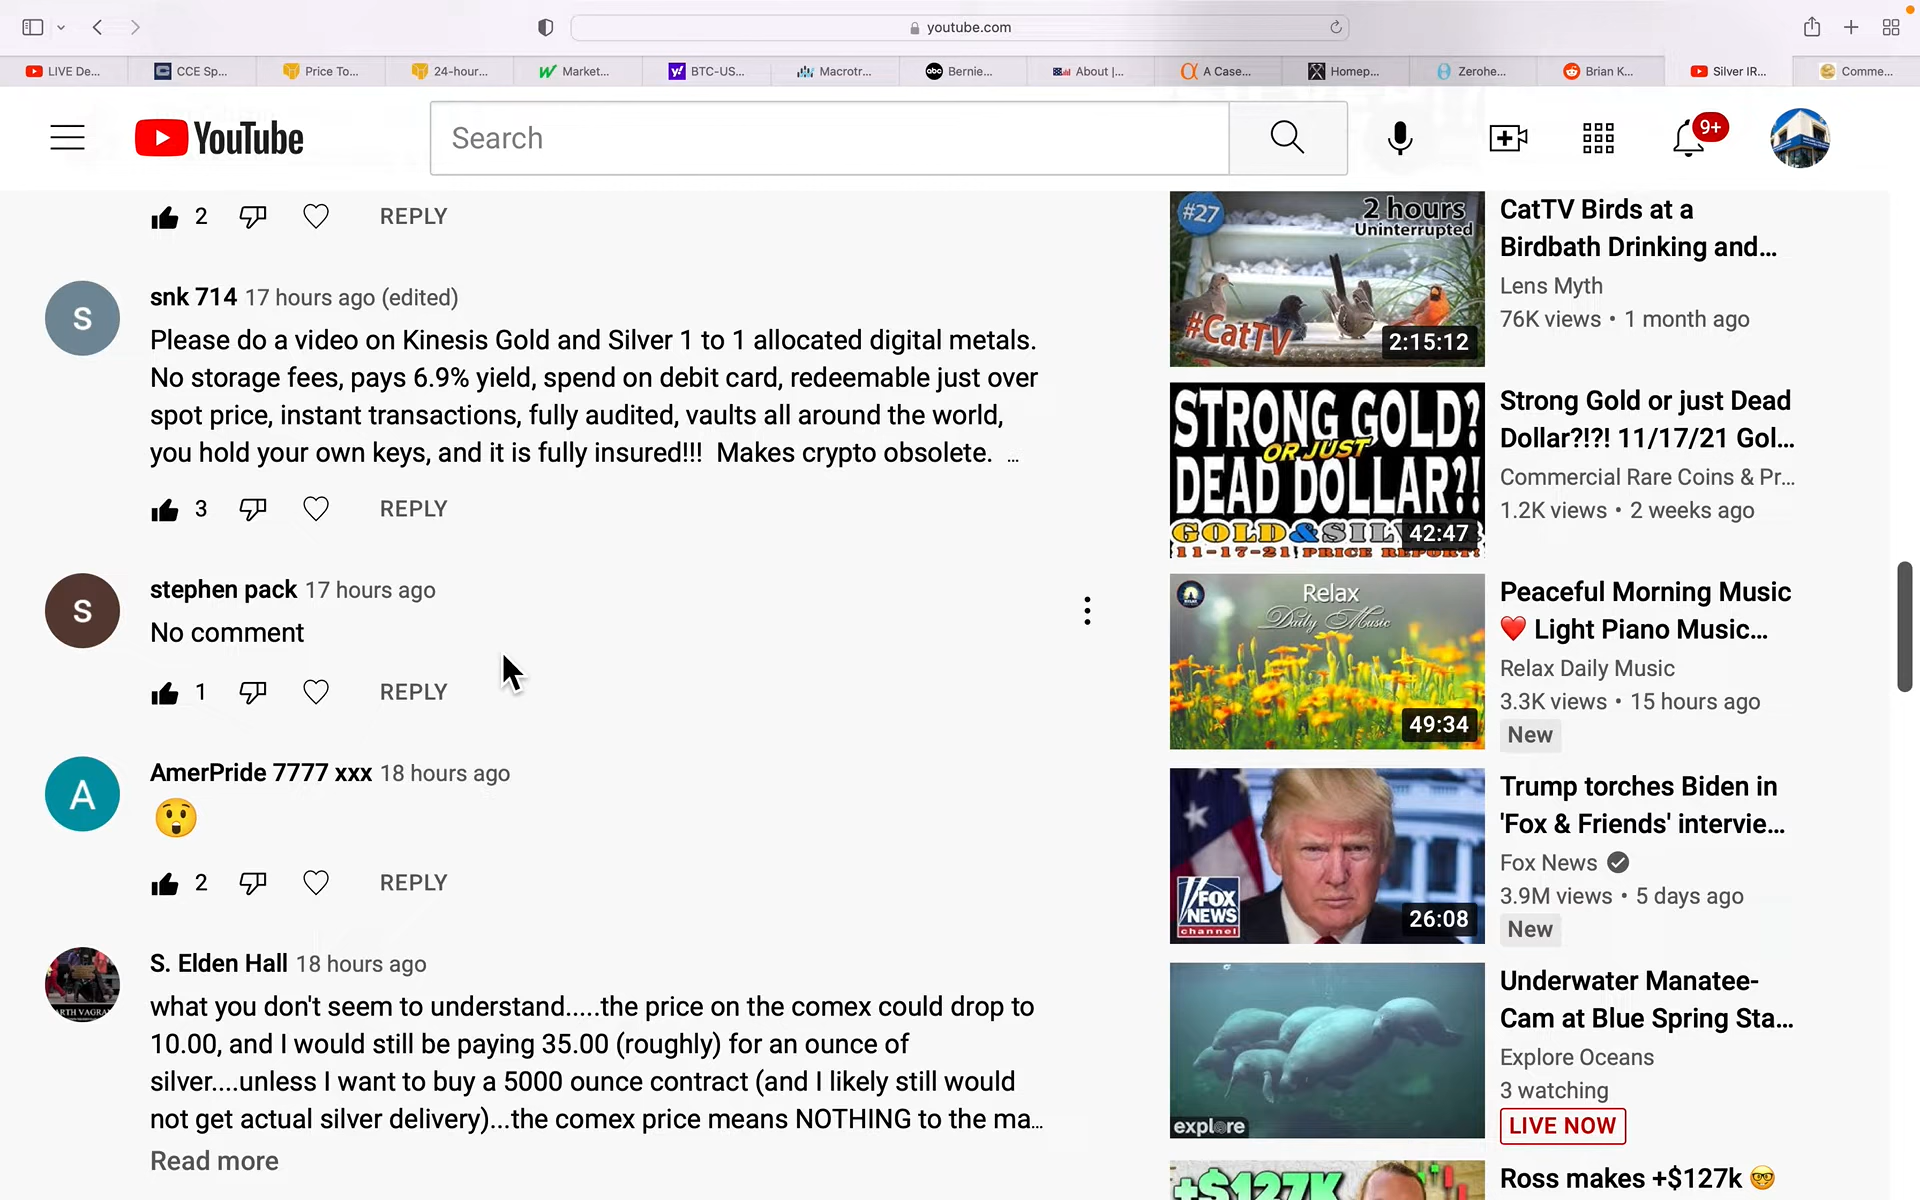 youtube.com
LIVE De...
CCE Sp...
Price To...
24-hour...
Market...
BTC-US...
Macrotr...
Bernie...
About |...
A Case...
Homep...
Zerohe...
Brian K...
Silver IR...
Comme...
YouTube
Search
9+
2 REPLY
S
snk 714 17 hours ago (edited)
Please do a video on Kinesis Gold and Silver 1 to 1 allocated digital metals.
No storage fees, pays 6.9% yield, spend on debit card, redeemable just over
spot price, instant transactions, fully audited, vaults all around the world,
you hold your own keys, and it is fully insured!!! Makes crypto obsolete. ...
3 REPLY
S
stephen pack 17 hours ago
No comment
1 REPLY
A
AmerPride 7777 xxx 18 hours ago
😲
2 REPLY
S. Elden Hall 18 hours ago
what you don't seem to understand.....the price on the comex could drop to
10.00, and I would still be paying 35.00 (roughly) for an ounce of
silver....unless I want to buy a 5000 ounce contract (and I likely still would
not get actual silver delivery)...the comex price means NOTHING to the ma...
Read more
#27
2 hours
Uninterrupted
#CatTV
2:15:12
CatTV Birds at a
Birdbath Drinking and...
Lens Myth
76K views • 1 month ago
STRONG GOLD?
OR JUST
DEAD DOLLAR?!
GOLD&SIL
11-17-21 PRICE REPORT!
42:47
Strong Gold or just Dead
Dollar?!?! 11/17/21 Gol...
Commercial Rare Coins & Pr...
1.2K views • 2 weeks ago
Relax
Daily Music
49:34
Peaceful Morning Music
❤️ Light Piano Music...
Relax Daily Music
3.3K views • 15 hours ago
New
FOX
NEWS
channel
26:08
Trump torches Biden in
'Fox & Friends' intervie...
Fox News
3.9M views • 5 days ago
New
explore
Underwater Manatee-
Cam at Blue Spring Sta...
Explore Oceans
3 watching
LIVE NOW
+$127K
Ross makes +$127k 🤓